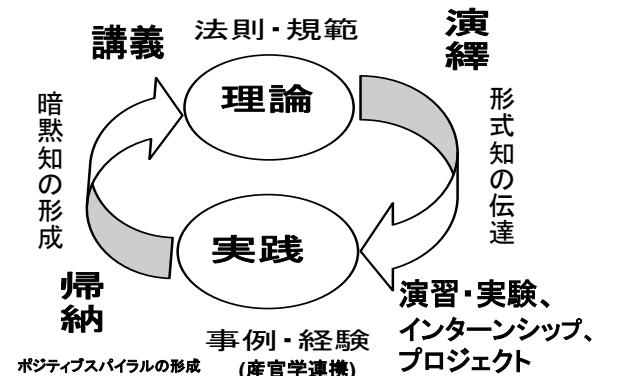 講義
法則・規範
演繹
理論
暗黙知の形成
形式知の伝達
実践
帰納
演習・実験、
インターンシップ、
プロジェクト
事例・経験
(産官学連携)
ポジティブスパイラルの形成